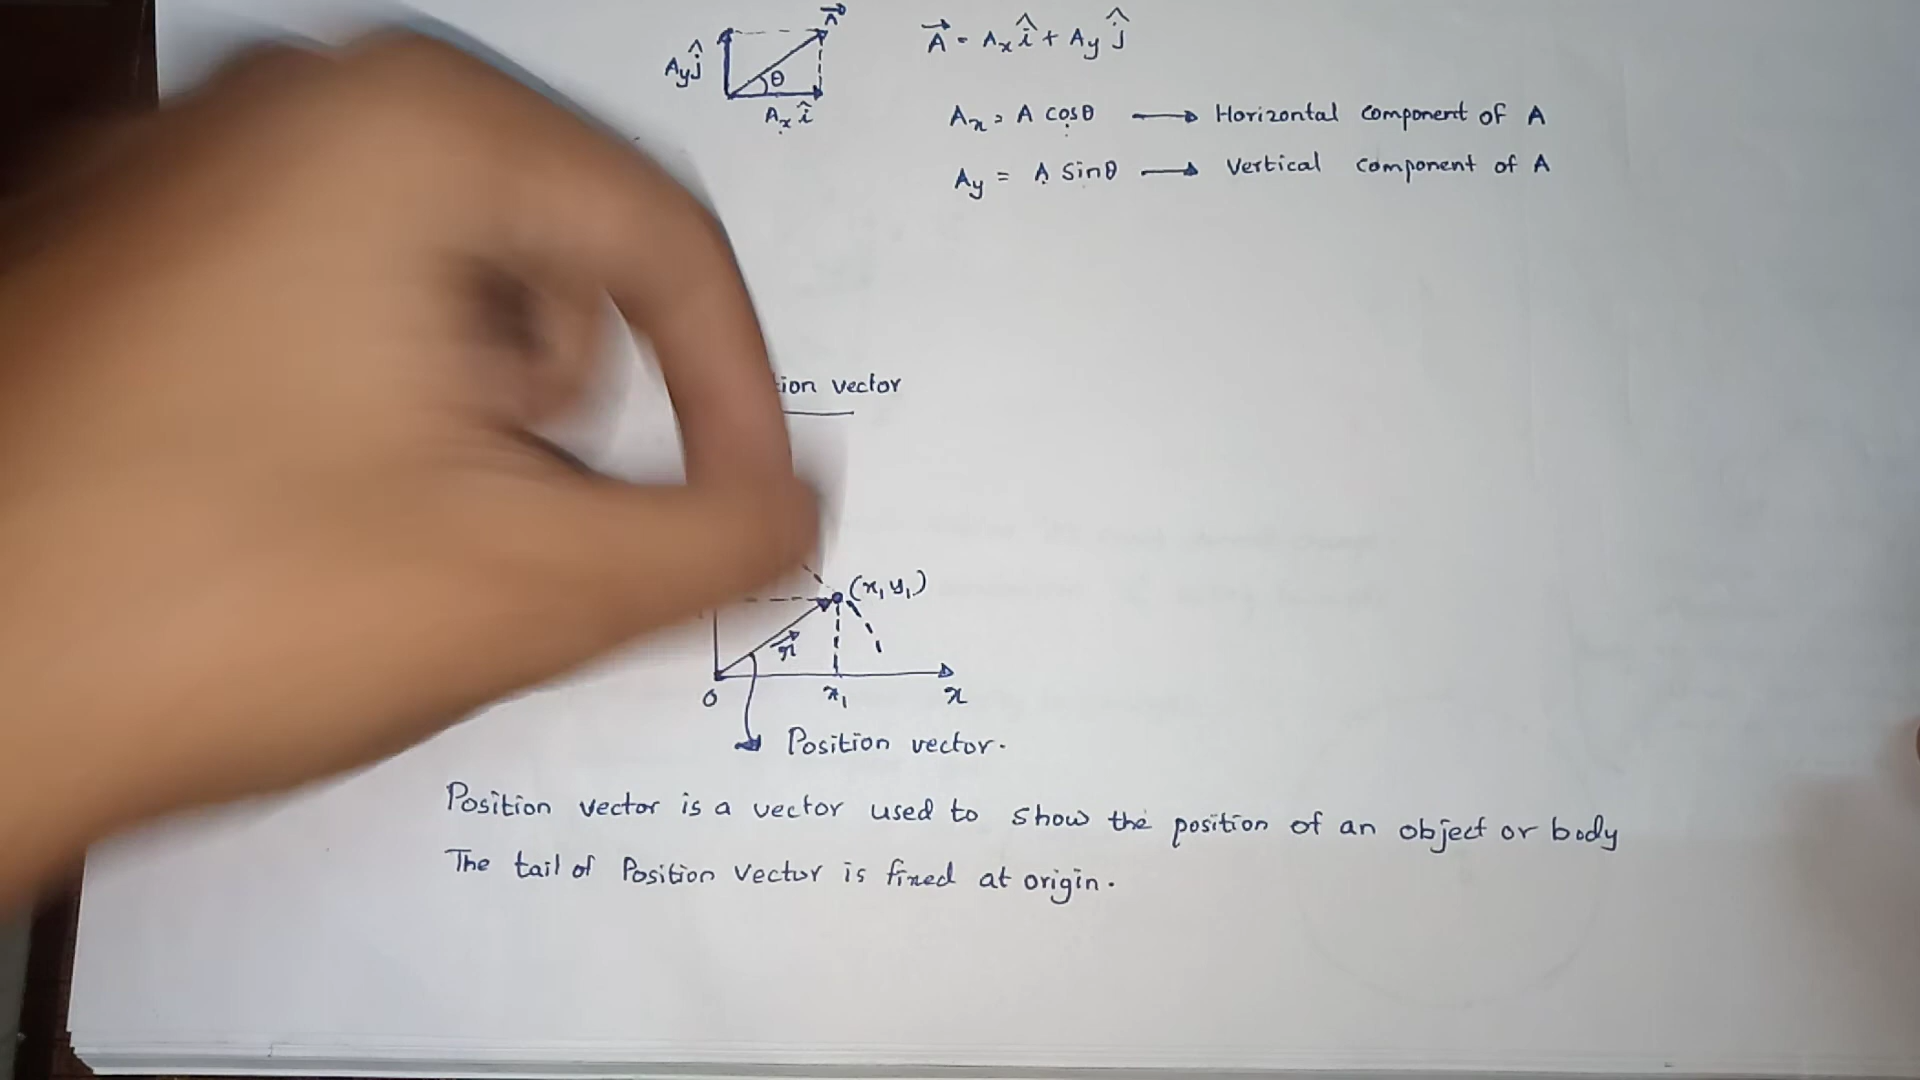 A⃗
A⃗ = Aₓ î + Ay ĵ
Ay ĵ
θ
Aₓ î
Aₓ = A cosθ → Horizontal component of A
Ay = A Sinθ → Vertical component of A
tion vector
(x₁ y₁)
r⃗
O x₁ x
Position vector.
Position vector is a vector used to show the position of an object or body
The tail of Position Vector is fixed at origin.